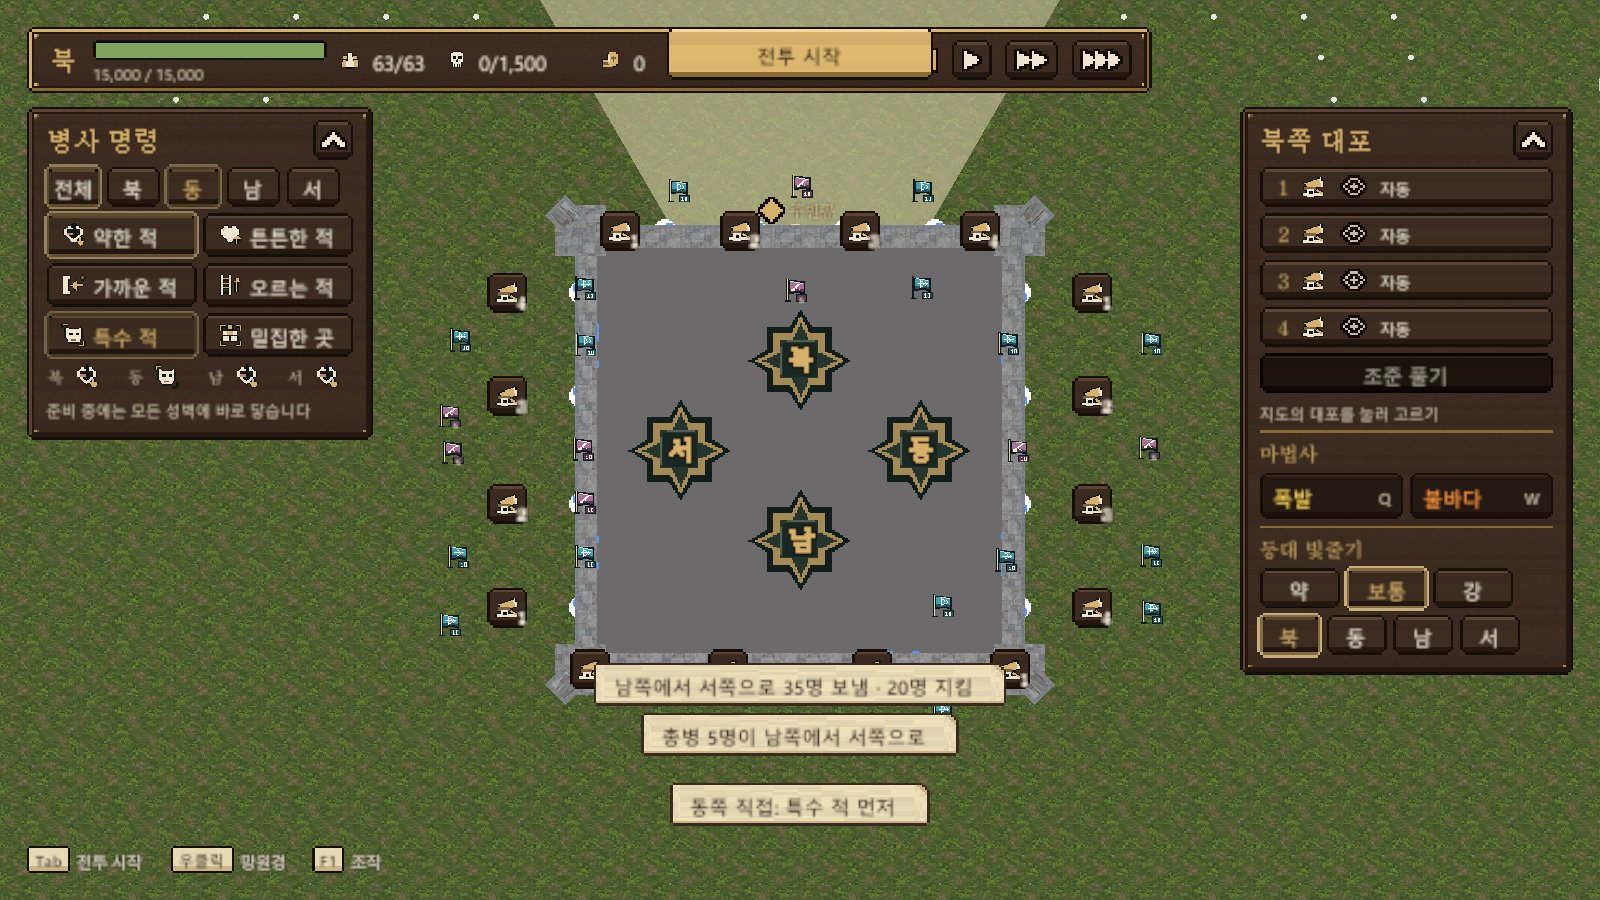 북
15,000 / 15,000
63/63
0/1,500
0
전투 시작
병사 명령
전체 북 동 남 서
약한 적 튼튼한 적
가까운 적 오르는 적
특수 적 밀집한 곳
북 동 남 서
준비 중에는 모든 성벽에 바로 닿습니다
북쪽 대포
1 자동
2 자동
3 자동
4 자동
조준 풀기
지도의 대포를 눌러 고르기
마법사
폭발 Q 불바다 W
등대 빛줄기
약 보통 강
북 동 남 서
북
서
동
남
남쪽에서 서쪽으로 35명 보냄 · 20명 지킴
총병 5명이 남쪽에서 서쪽으로
동쪽 직접: 특수 적 먼저
Tab 전투 시작 우클릭 망원경 F1 조작